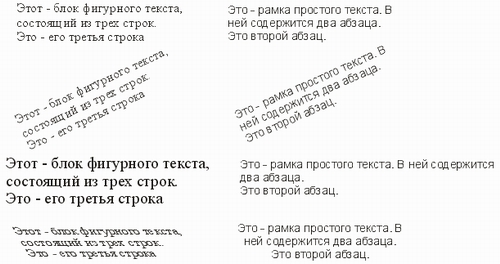 Этот - блок фигурного текста,
состоящий из трех строк.
Это - его третья строка
Это - рамка простого текста. В
ней содержится два абзаца.
Это второй абзац.
Этот - блок фигурного текста,
состоящий из трех строк.
Это - его третья строка
Это - рамка простого текста. В
ней содержится два абзаца.
Это второй абзац.
Этот - блок фигурного текста,
состоящий из трех строк.
Это - его третья строка
Это - рамка простого текста. В ней содержится
два абзаца.
Это второй абзац.
Этот - блок фигурного текста,
состоящий из трех строк.
Это - его третья строка
Это - рамка простого текста. В
ней содержится два абзаца.
Это второй абзац.